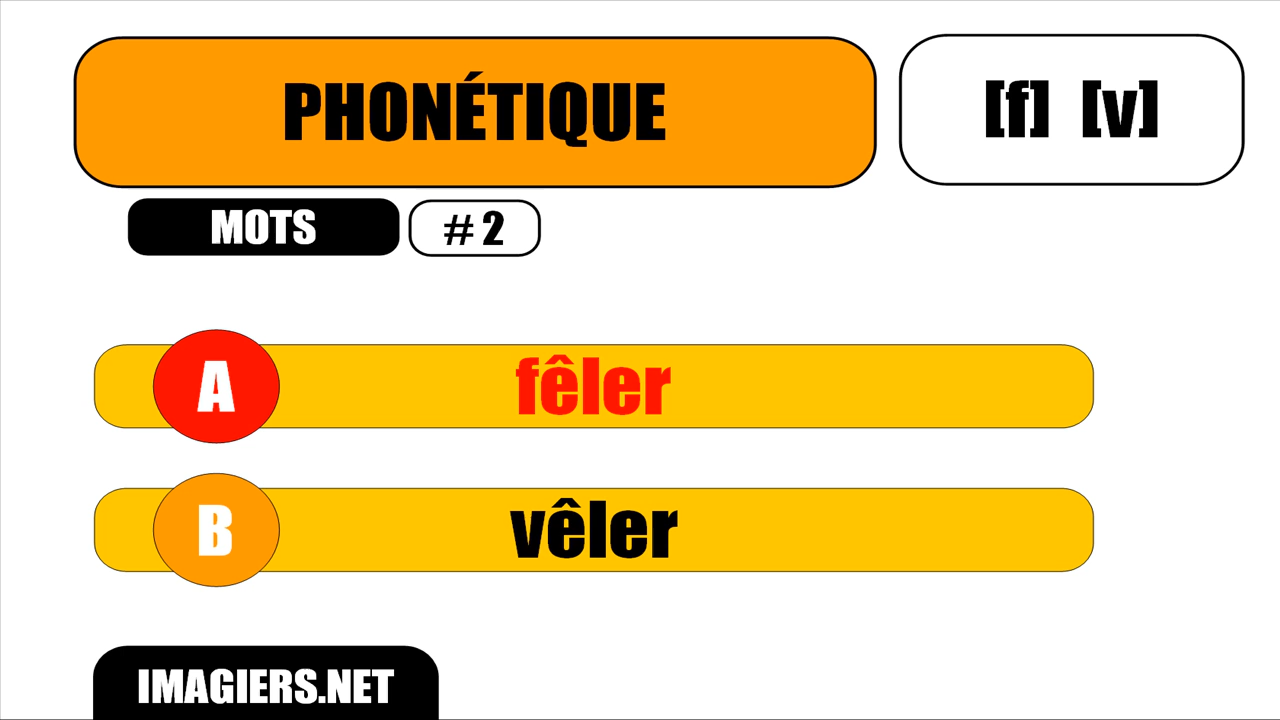 PHONÉTIQUE
[f] [v]
MOTS
# 2
A
fêler
B
vêler
IMAGIERS.NET